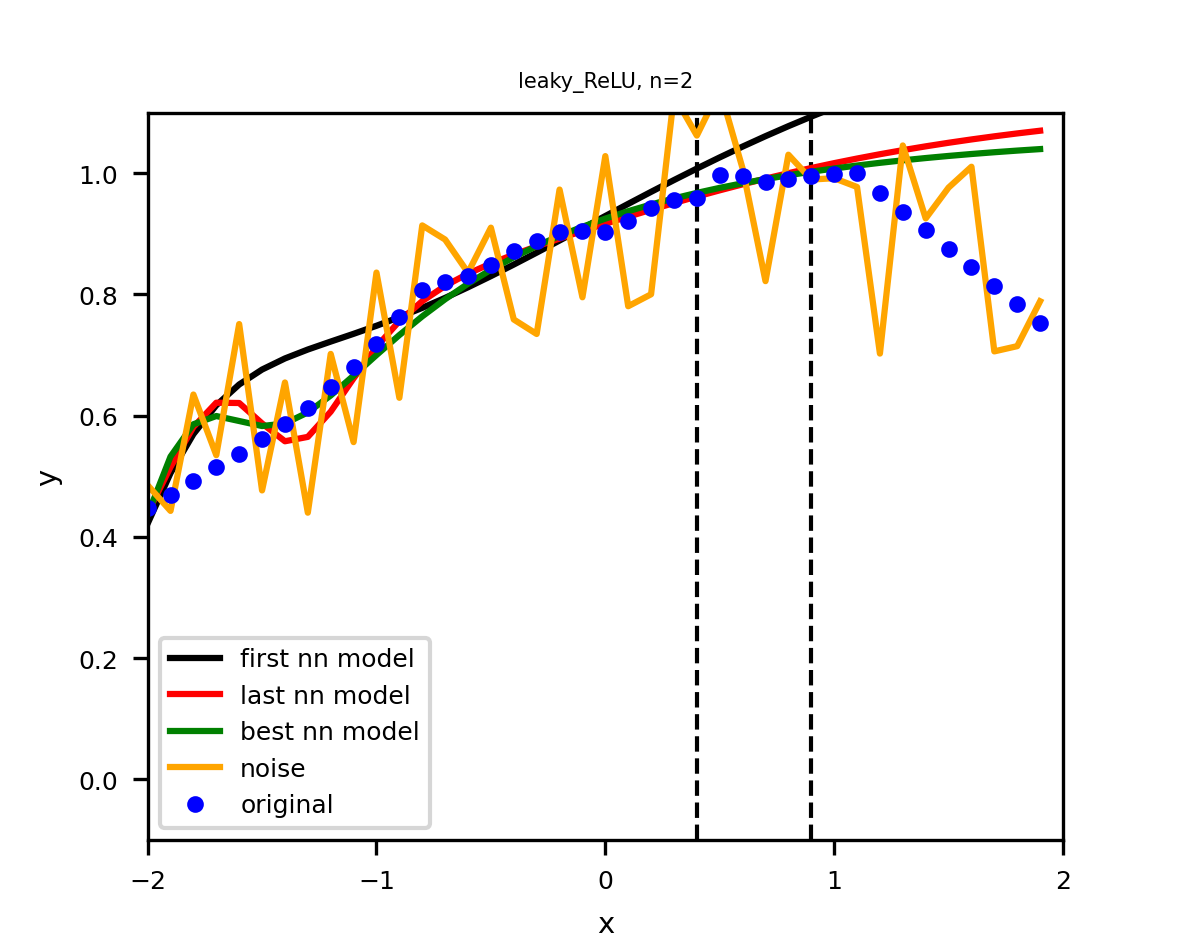 leaky_ReLU, n=2
1.0
0.8
0.6
0.4
0.2
0.0
y
first nn model
last nn model
best nn model
noise
original
−2
−1
0
1
2
x